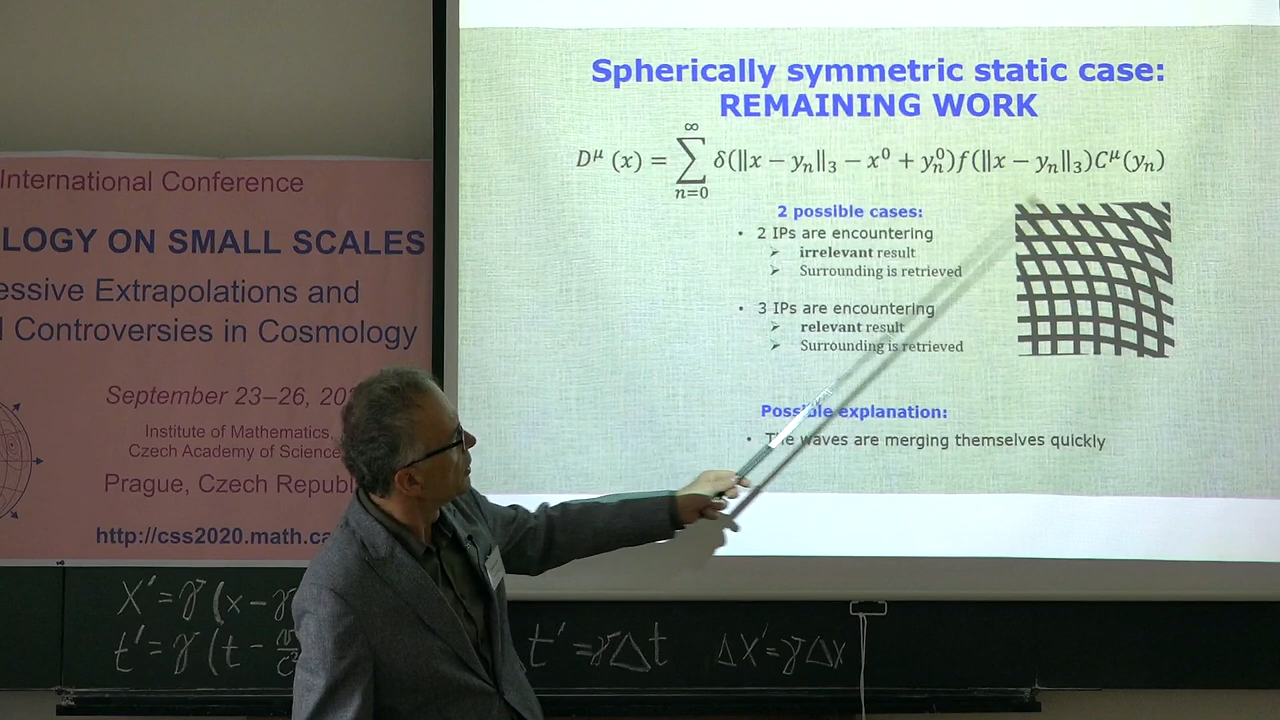 International Conference
LOGY ON SMALL SCALES
essive Extrapolations and
l Controversies in Cosmology
September 23–26, 20
Institute of Mathematics,
Czech Academy of Science
Prague, Czech Republ
http://css2020.math.ca
Spherically symmetric static case:
REMAINING WORK
D^μ (x) = ∑_{n=0}^{∞} δ(‖x − y_n‖_3 − x^0 + y_n^0) f(‖x − y_n‖_3) C^μ(y_n)
2 possible cases:
• 2 IPs are encountering
➢ irrelevant result
➢ Surrounding is retrieved
• 3 IPs are encountering
➢ relevant result
➢ Surrounding is retrieved
Possible explanation:
• The waves are merging themselves quickly
X' = γ (x − γ
t' = γ (t − v/c²
t' = γΔt
ΔX' = γΔx